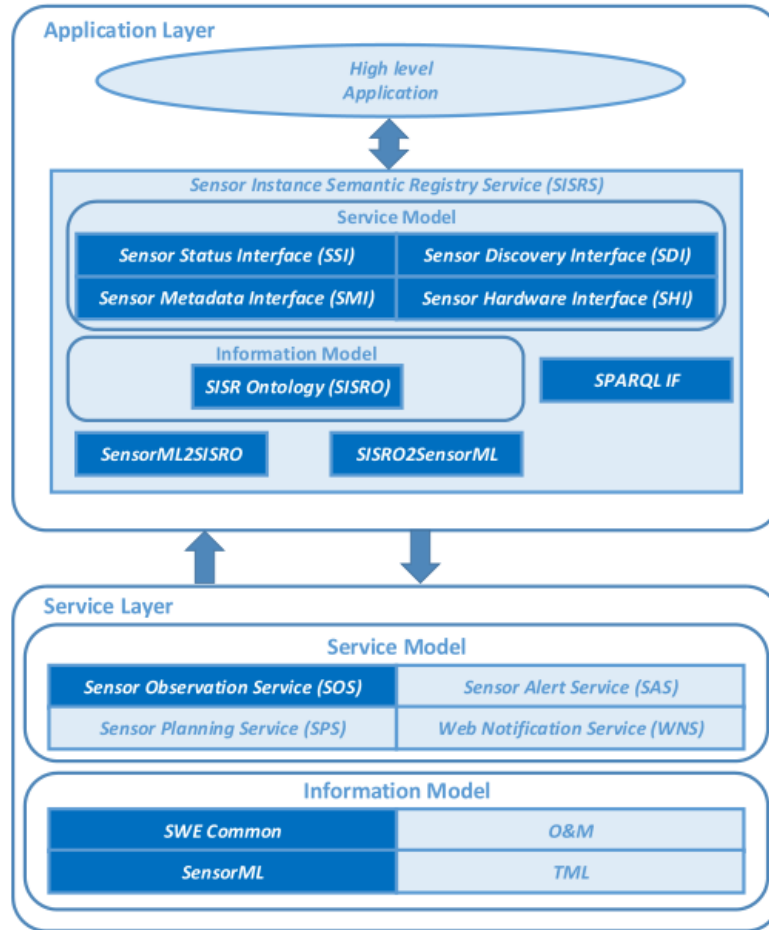 Application Layer
High level
Application
Sensor Instance Semantic Registry Service (SISRS)
Service Model
Sensor Status Interface (SSI)
Sensor Discovery Interface (SDI)
Sensor Metadata Interface (SMI)
Sensor Hardware Interface (SHI)
Information Model
SISR Ontology (SISRO)
SPARQL IF
SensorML2SISRO
SISRO2SensorML
Service Layer
Service Model
Sensor Observation Service (SOS)
Sensor Alert Service (SAS)
Sensor Planning Service (SPS)
Web Notification Service (WNS)
Information Model
SWE Common
O&M
SensorML
TML